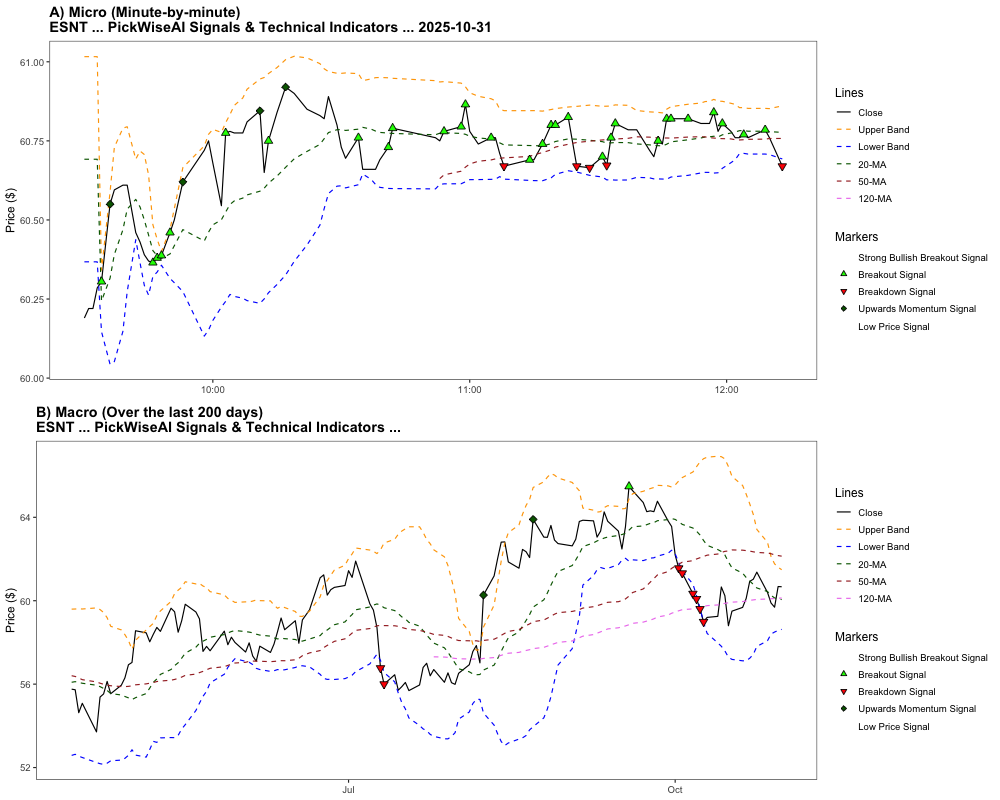 A) Micro (Minute-by-minute)
ESNT ... PickWiseAI Signals & Technical Indicators ... 2025-10-31
61.00
60.75
60.50
60.25
60.00
Price ($)
10:00
11:00
12:00
Lines
Close
Upper Band
Lower Band
20-MA
50-MA
120-MA
Markers
Strong Bullish Breakout Signal
Breakout Signal
Breakdown Signal
Upwards Momentum Signal
Low Price Signal
B) Macro (Over the last 200 days)
ESNT ... PickWiseAI Signals & Technical Indicators ...
64
60
56
52
Price ($)
Jul
Oct
Lines
Close
Upper Band
Lower Band
20-MA
50-MA
120-MA
Markers
Strong Bullish Breakout Signal
Breakout Signal
Breakdown Signal
Upwards Momentum Signal
Low Price Signal